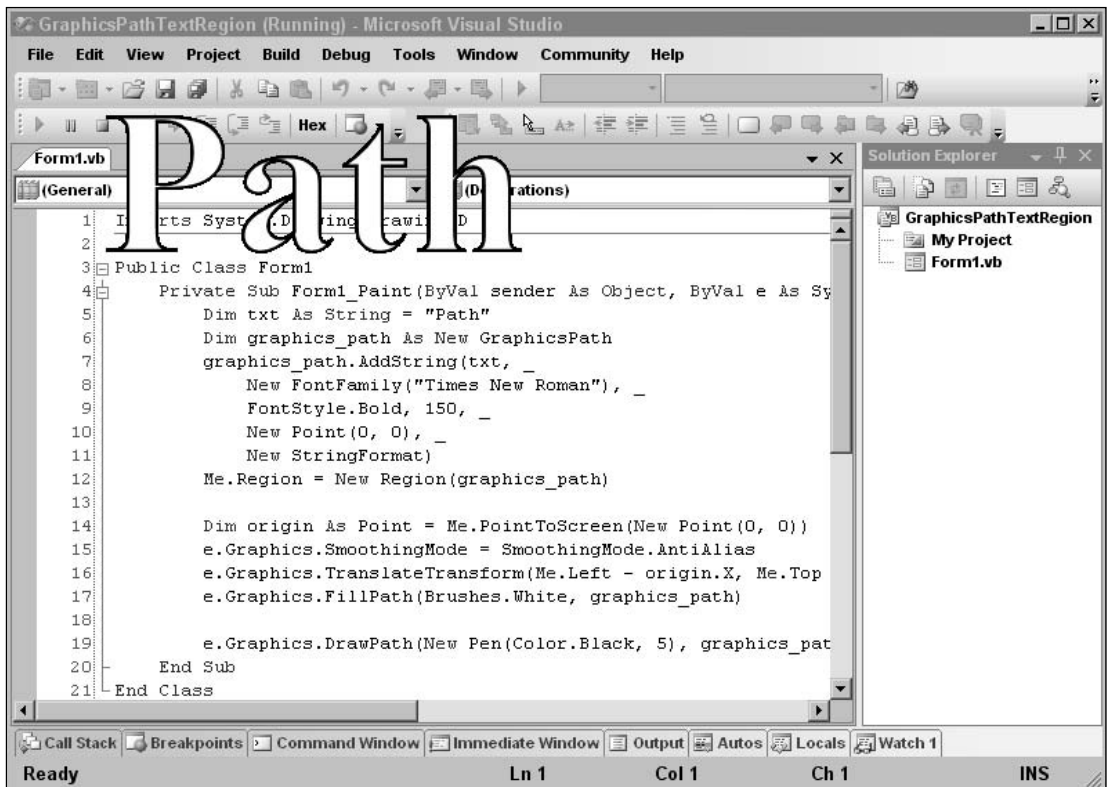 GraphicsPathTextRegion (Running) - Microsoft Visual Studio
File Edit View Project Build Debug Tools Window Community Help
Hex
Path
Form1.vb
Solution Explorer
(General)
GraphicsPathTextRegion
My Project
Form1.vb
1
2
3 Public Class Form1
4 Private Sub Form1_Paint(ByVal sender As Object, ByVal e As Sy
5 Dim txt As String = "Path"
6 Dim graphics_path As New GraphicsPath
7 graphics_path.AddString(txt, _
8 New FontFamily("Times New Roman"), _
9 FontStyle.Bold, 150, _
10 New Point(0, 0), _
11 New StringFormat)
12 Me.Region = New Region(graphics_path)
13
14 Dim origin As Point = Me.PointToScreen(New Point(0, 0))
15 e.Graphics.SmoothingMode = SmoothingMode.AntiAlias
16 e.Graphics.TranslateTransform(Me.Left - origin.X, Me.Top
17 e.Graphics.FillPath(Brushes.White, graphics_path)
18
19 e.Graphics.DrawPath(New Pen(Color.Black, 5), graphics_pat
20 End Sub
21 End Class
Call Stack Breakpoints Command Window Immediate Window Output Autos Locals Watch 1
Ready Ln 1 Col 1 Ch 1 INS